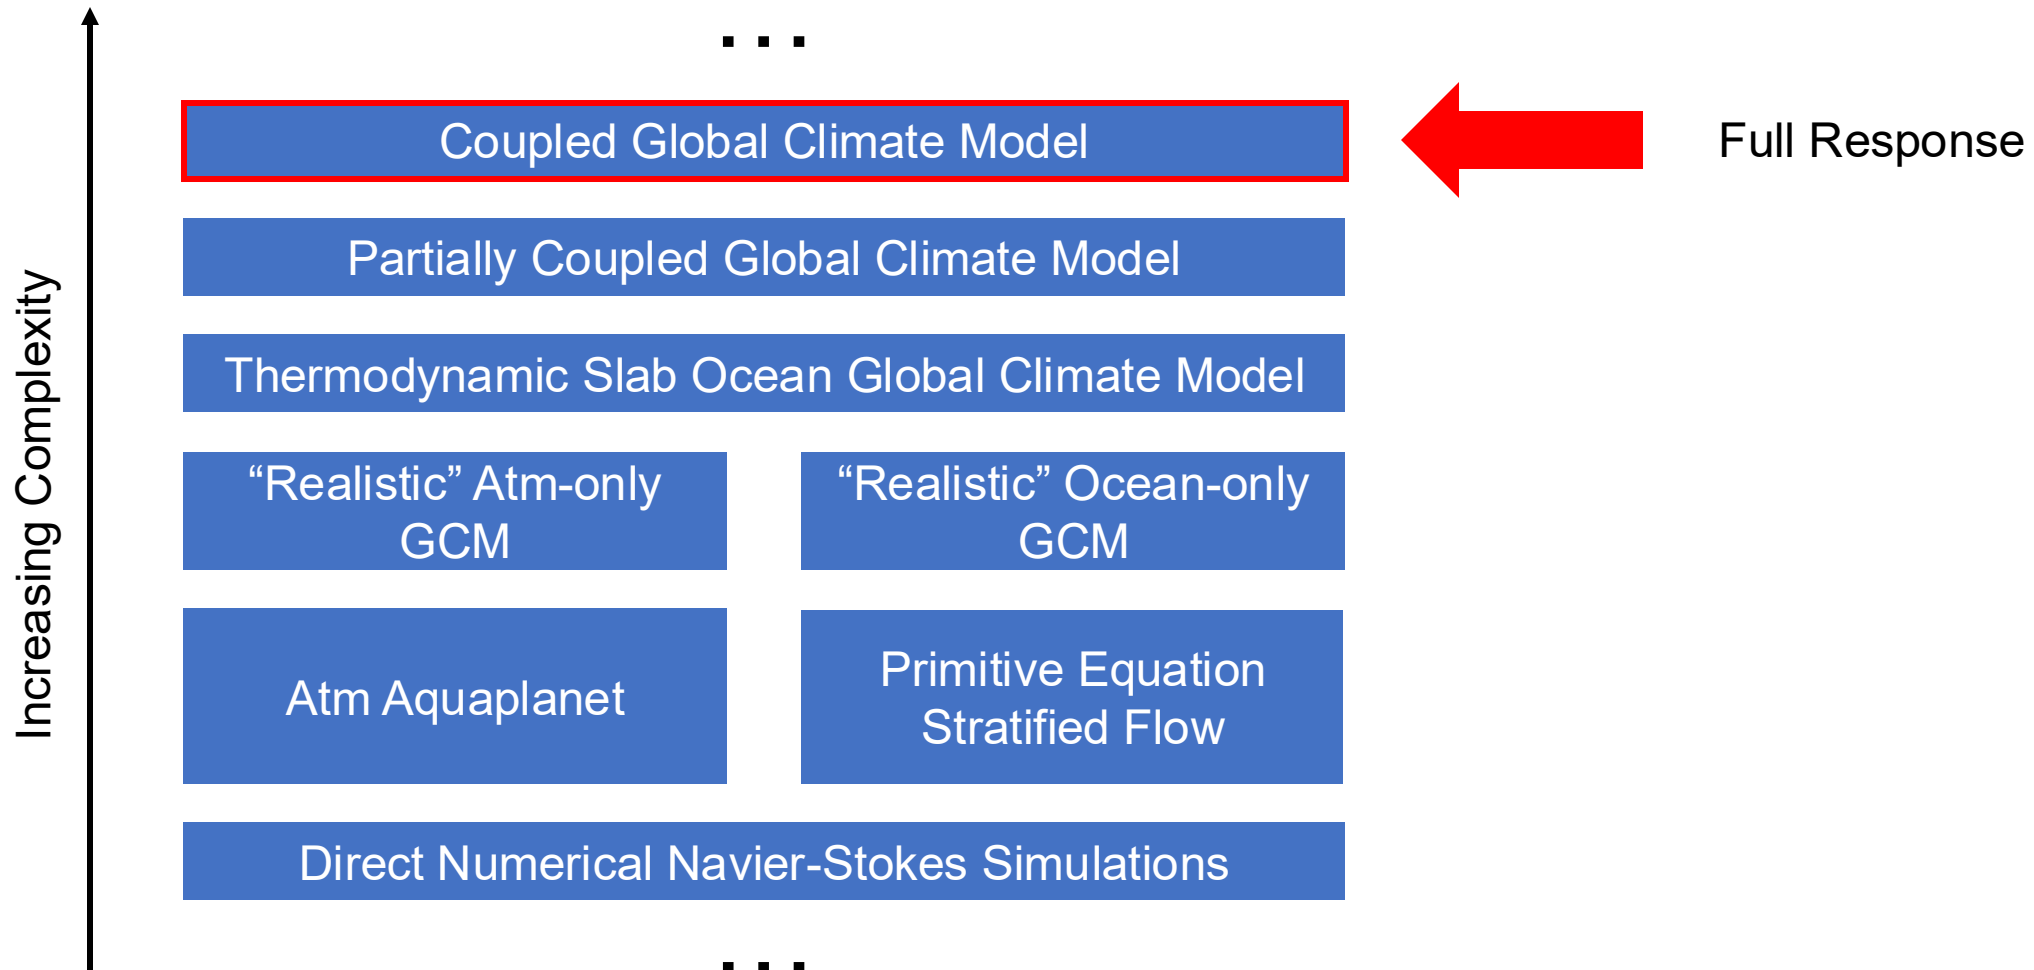 ...
Coupled Global Climate Model
Full Response
Partially Coupled Global Climate Model
Thermodynamic Slab Ocean Global Climate Model
“Realistic” Atm-only
GCM
“Realistic” Ocean-only
GCM
Atm Aquaplanet
Primitive Equation
Stratified Flow
Direct Numerical Navier-Stokes Simulations
...
Increasing Complexity